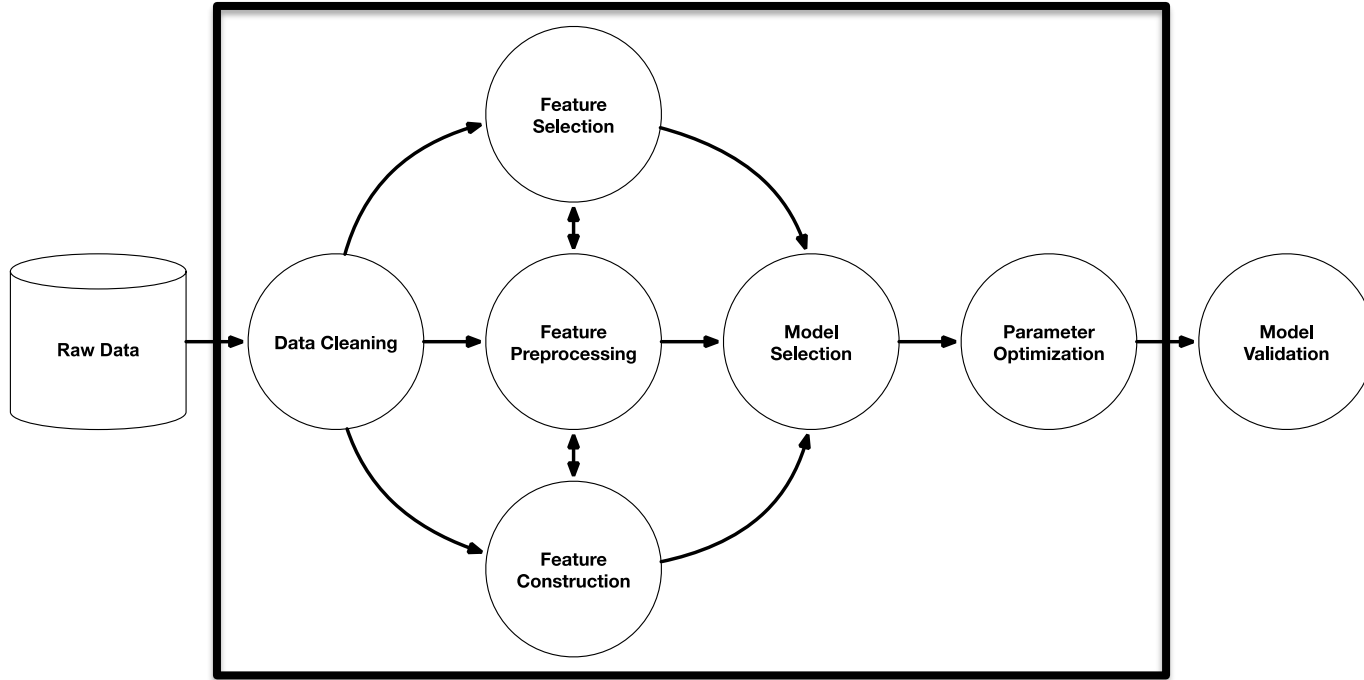 Feature
Selection
Raw Data
Data Cleaning
Feature
Preprocessing
Model
Selection
Parameter
Optimization
Model
Validation
Feature
Construction